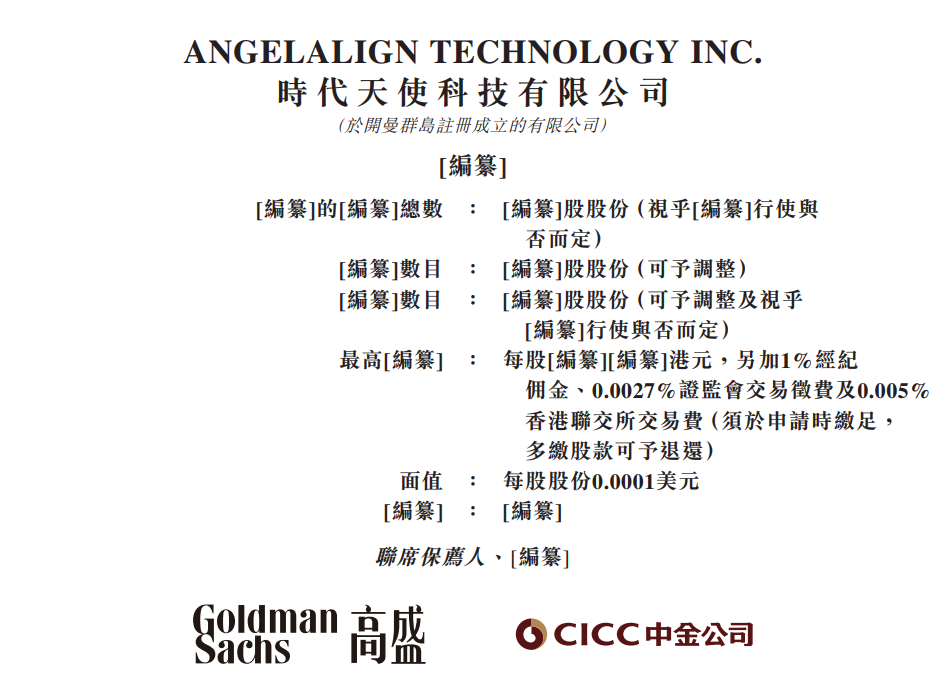 ANGELALIGN TECHNOLOGY INC.
時代天使科技有限公司
(於開曼群島註冊成立的有限公司)
[編纂]
[編纂]的[編纂]總數 : [編纂]股股份(視乎[編纂]行使與
否而定)
[編纂]數目 : [編纂]股股份(可予調整)
[編纂]數目 : [編纂]股股份(可予調整及視乎
[編纂]行使與否而定)
最高[編纂] : 每股[編纂][編纂]港元,另加1%經紀
佣金、0.0027%證監會交易徵費及0.005%
香港聯交所交易費(須於申請時繳足,
多繳股款可予退還)
面值 : 每股股份0.0001美元
[編纂] : [編纂]
聯席保薦人、[編纂]
Goldman Sachs 高盛
CICC中金公司